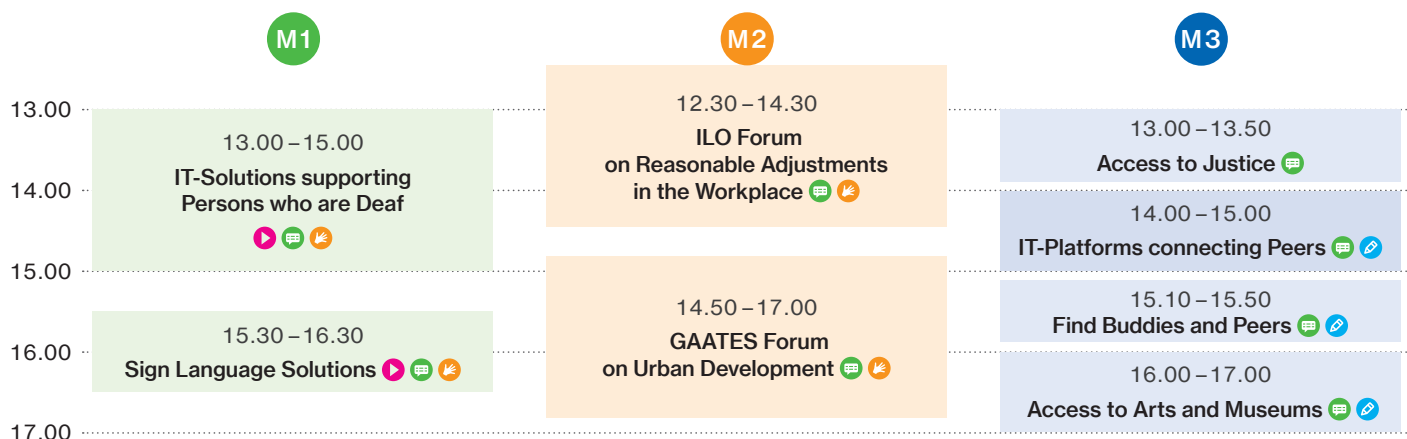 M1
M2
M3
13.00
14.00
15.00
16.00
17.00
13.00 – 15.00
IT-Solutions supporting
Persons who are Deaf
15.30 – 16.30
Sign Language Solutions
12.30 – 14.30
ILO Forum
on Reasonable Adjustments
in the Workplace
14.50 – 17.00
GAATES Forum
on Urban Development
13.00 – 13.50
Access to Justice
14.00 – 15.00
IT-Platforms connecting Peers
15.10 – 15.50
Find Buddies and Peers
16.00 – 17.00
Access to Arts and Museums